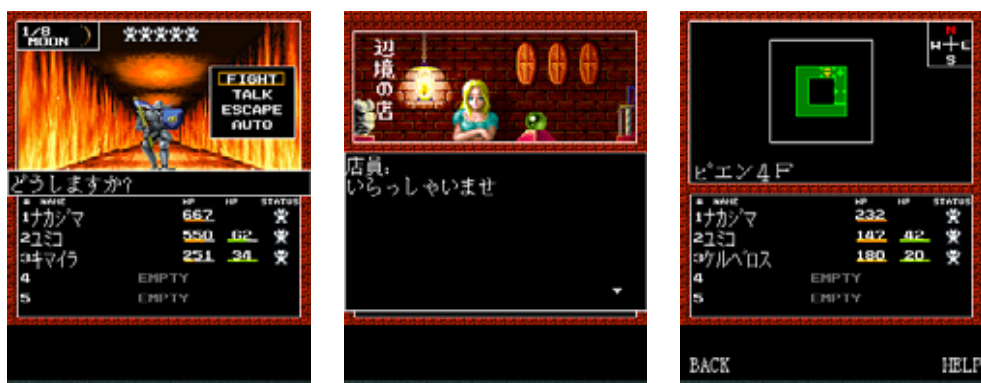 1/8
MOON
FIGHT
TALK
ESCAPE
AUTO
どうしますか?
# NAME HP MP STATUS
1ナカジマ 667
2ユミコ 550 62
3キマイラ 251 34
4 EMPTY
5 EMPTY
辺境の店
店員:
いらっしゃいませ
N
W E
S
ピエン4F
# NAME HP MP STATUS
1ナカジマ 232
2ユミコ 147 42
3ケルベロス 180 20
4 EMPTY
5 EMPTY
BACK HELP